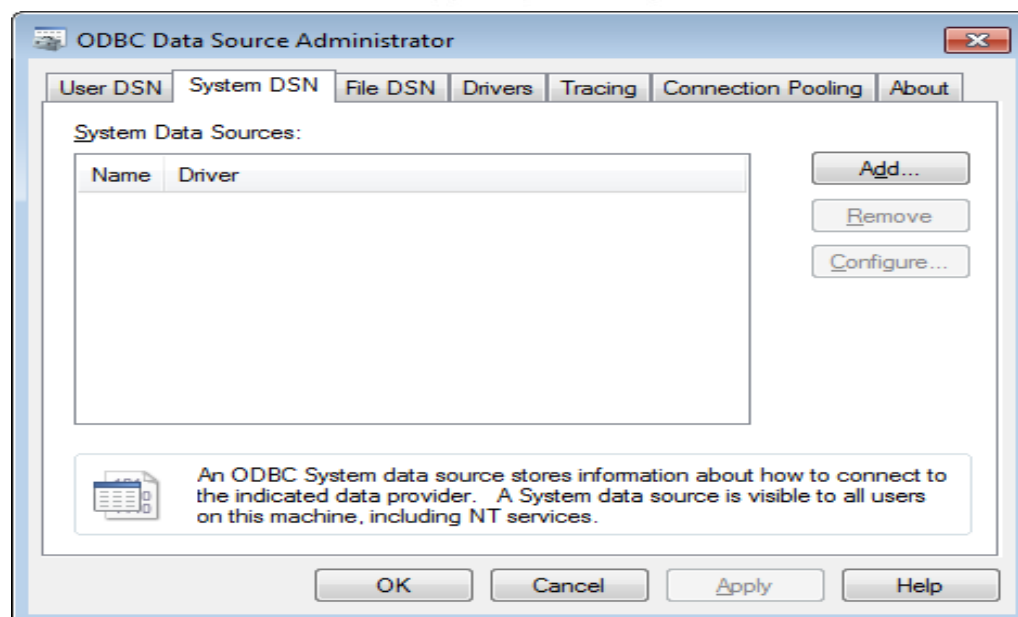 ODBC Data Source Administrator
User DSN System DSN File DSN Drivers Tracing Connection Pooling About
System Data Sources:
Name Driver
Add...
Remove
Configure...
An ODBC System data source stores information about how to connect to
the indicated data provider. A System data source is visible to all users
on this machine, including NT services.
OK Cancel Apply Help